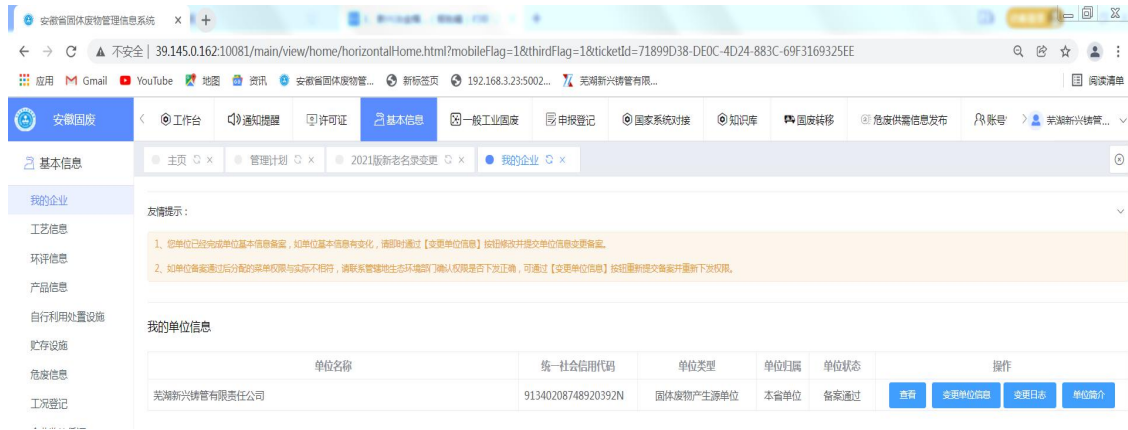 安徽省固体废物管理信息系统
不安全 | 39.145.0.162:10081/main/view/home/horizontalHome.html?mobileFlag=1&thirdFlag=1&ticketId=71899D38-DE0C-4D24-883C-69F3169325EE
应用 Gmail YouTube 地图 资讯 安徽省固体废物管... 新标签页 192.168.3.23:5002... 芜湖新兴铸管有限... 阅读清单
安徽固废 工作台 通知提醒 许可证 基本信息 一般工业固废 申报登记 国家系统对接 知识库 固废转移 危废供需信息发布 账号 芜湖新兴铸管...
基本信息 主页 管理计划 2021版新老名录变更 我的企业
我的企业
友情提示：
工艺信息
1、您单位已经完成单位基本信息备案，如单位基本信息有变化，请即时通过【变更单位信息】按钮修改并提交单位信息变更备案。
环评信息
2、如单位备案通过后分配的菜单权限与实际不相符，请联系管辖地生态环境部门确认权限是否下发正确，可通过【变更单位信息】按钮重新提交备案并重新下发权限。
产品信息
自行利用处置设施
我的单位信息
贮存设施
单位名称 统一社会信用代码 单位类型 单位归属 单位状态 操作
危废信息
芜湖新兴铸管有限责任公司 91340208748920392N 固体废物产生源单位 本省单位 备案通过 查看 变更单位信息 变更日志 单位简介
工况登记